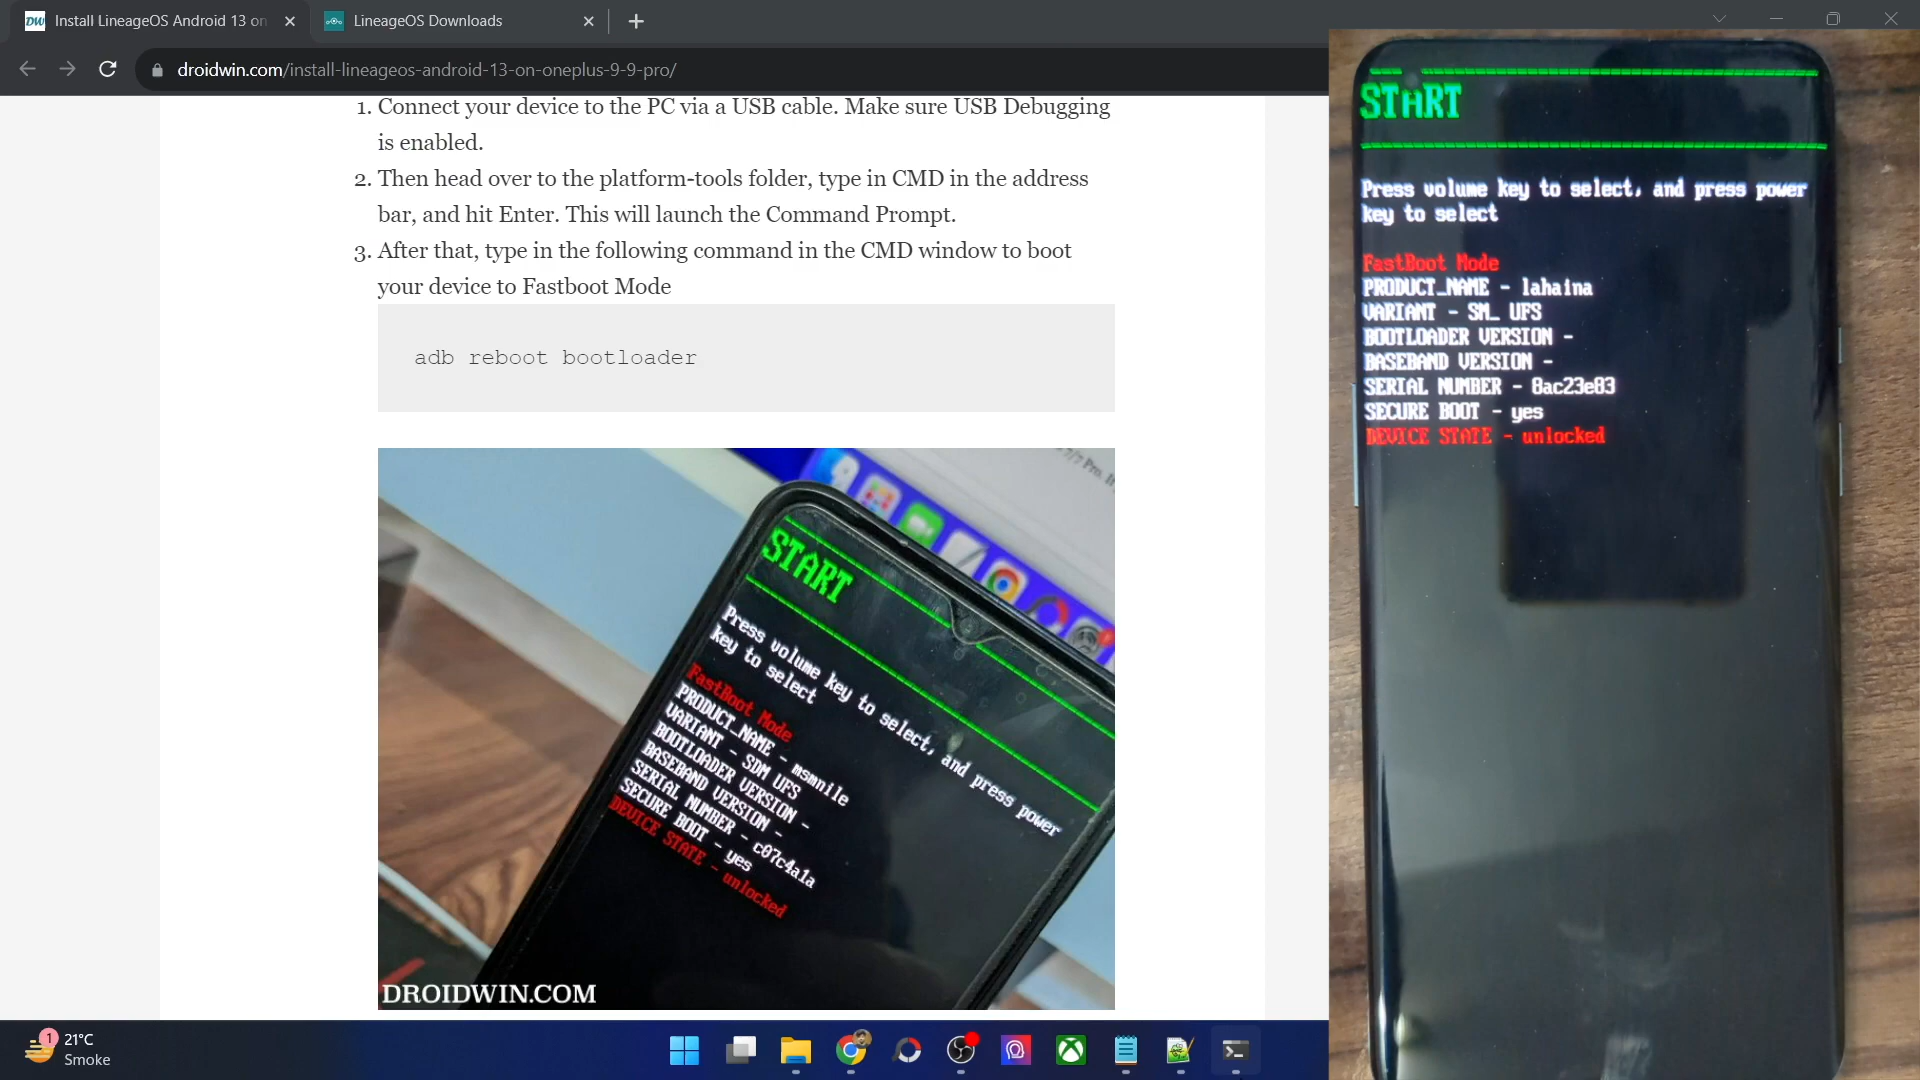 DW Install LineageOS Android 13 on
LineageOS Downloads
droidwin.com/install-lineageos-android-13-on-oneplus-9-9-pro/
1. Connect your device to the PC via a USB cable. Make sure USB Debugging
is enabled.
2. Then head over to the platform-tools folder, type in CMD in the address
bar, and hit Enter. This will launch the Command Prompt.
3. After that, type in the following command in the CMD window to boot
your device to Fastboot Mode
adb reboot bootloader
START
Press volume key to select, and press power
key to select
FastBoot Mode
PRODUCT_NAME - msmnile
VARIANT - SDM UFS
BOOTLOADER VERSION -
BASEBAND VERSION -
SERIAL NUMBER - c07c4a1a
SECURE BOOT - yes
DEVICE STATE - unlocked
DROIDWIN.COM
START
Press volume key to select, and press power
key to select
FastBoot Mode
PRODUCT_NAME - lahaina
VARIANT - SM_ UFS
BOOTLOADER VERSION -
BASEBAND VERSION -
SERIAL NUMBER - 8ac23e83
SECURE BOOT - yes
DEVICE STATE - unlocked
1
21°C
Smoke